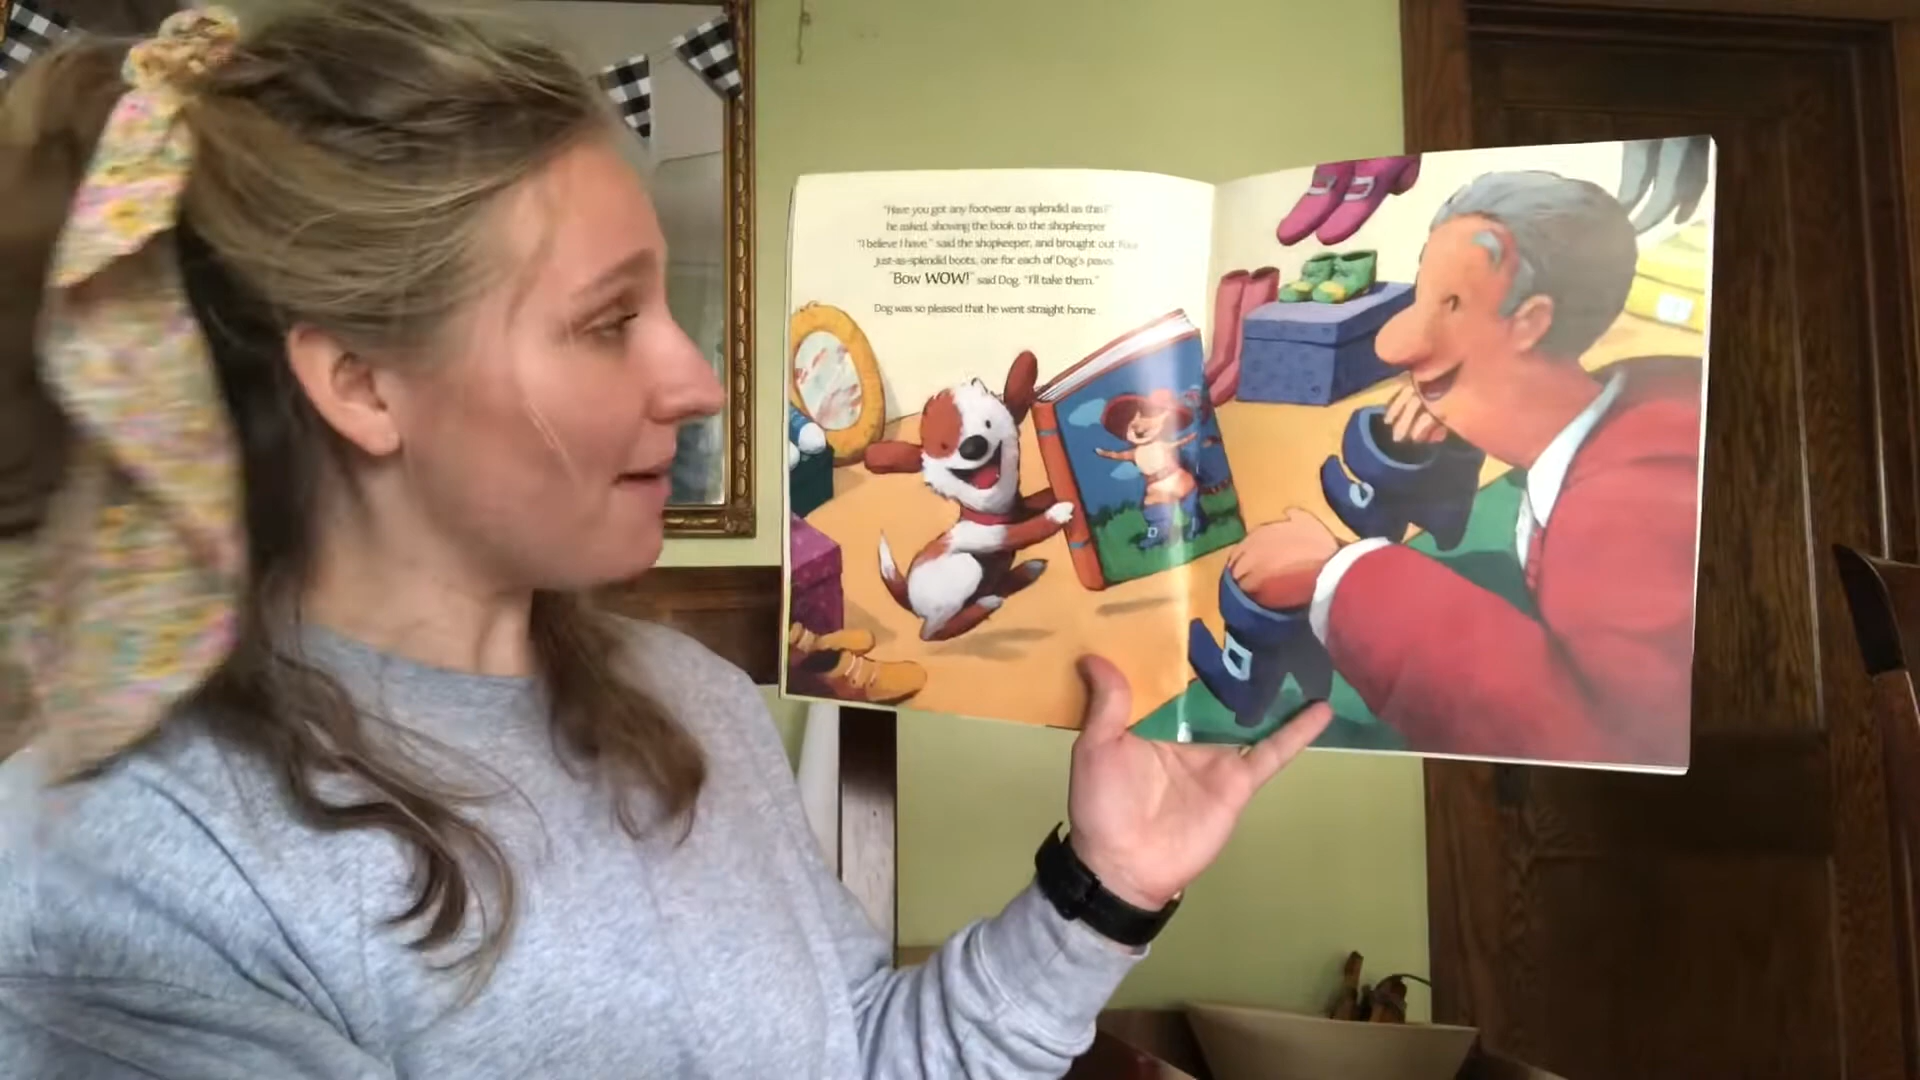 "Have you got any footwear as splendid as this?"
he asked, showing the book to the shopkeeper.
"I believe I have," said the shopkeeper, and brought out four
just-as-splendid boots, one for each of Dog's paws.
"Bow WOW!" said Dog. "I'll take them."
Dog was so pleased that he went straight home